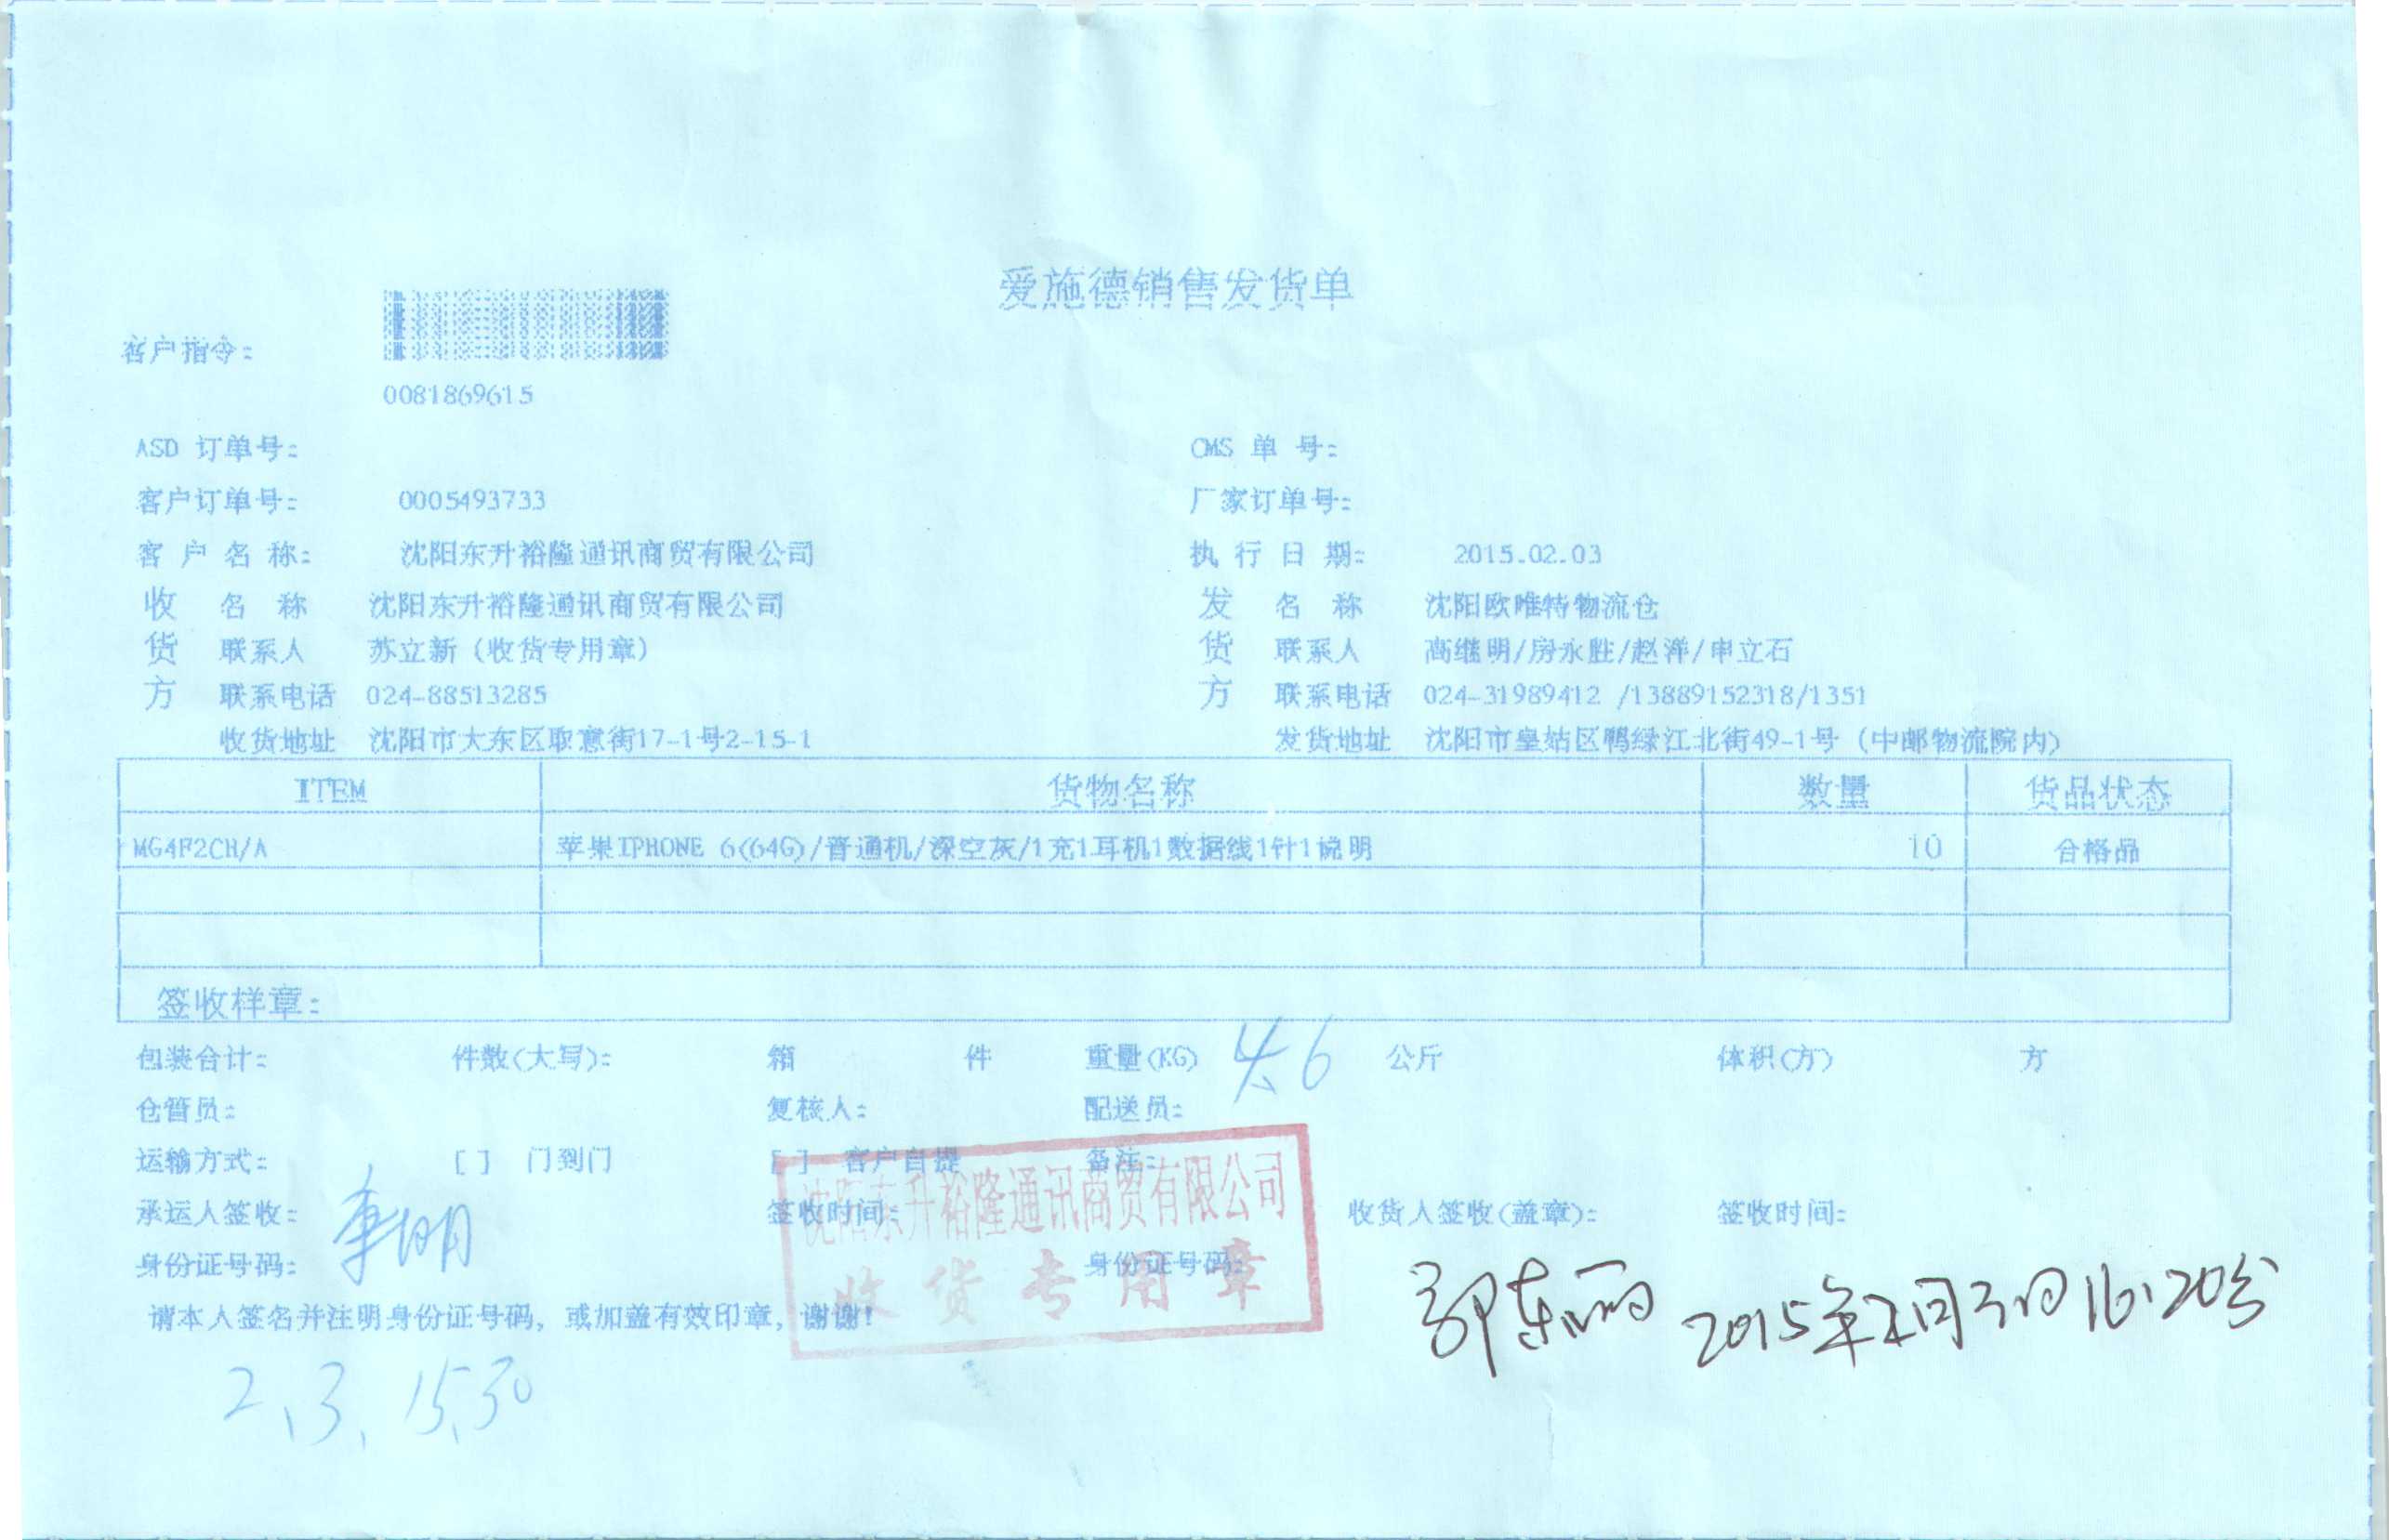 爱施德销售发货单
客户指令:
0081869615
ASD 订单号: CMS 单 号:
客户订单号: 0005493733 厂家订单号:
客 户 名 称: 沈阳东升裕隆通讯商贸有限公司 执 行 日 期: 2015.02.03
收 名 称 沈阳东升裕隆通讯商贸有限公司 发 名 称 沈阳欧唯特物流仓
货 联系人 苏立新(收货专用章) 货 联系人 高继明/房永胜/赵洋/申立石
方 联系电话 024-88513285 方 联系电话 024-31989412 /13889152318/1351
收货地址 沈阳市大东区取意街17-1号2-15-1 发货地址 沈阳市皇姑区鸭绿江北街49-1号(中邮物流院内)
ITEM 货物名称 数量 货品状态
MG4F2CH/A 苹果IPHONE 6(64G)/普通机/深空灰/1充1耳机1数据线1针1说明 10 合格品
签收样章:
包装合计: 件数(大写): 箱 件 重量(KG) 4.6 公斤 体积(方) 方
仓管员: 复核人: 配送员:
运输方式: [ ] 门到门 [ ] 客户自提 备注:
沈阳东升裕隆通讯商贸有限公司
承运人签收: 签收时间: 收货人签收(盖章): 签收时间:
身份证号码: 身份证号码:
收货专用章
郭东丽 2015年2月3日16:20分
请本人签名并注明身份证号码, 或加盖有效印章, 谢谢!
2、3、15.30